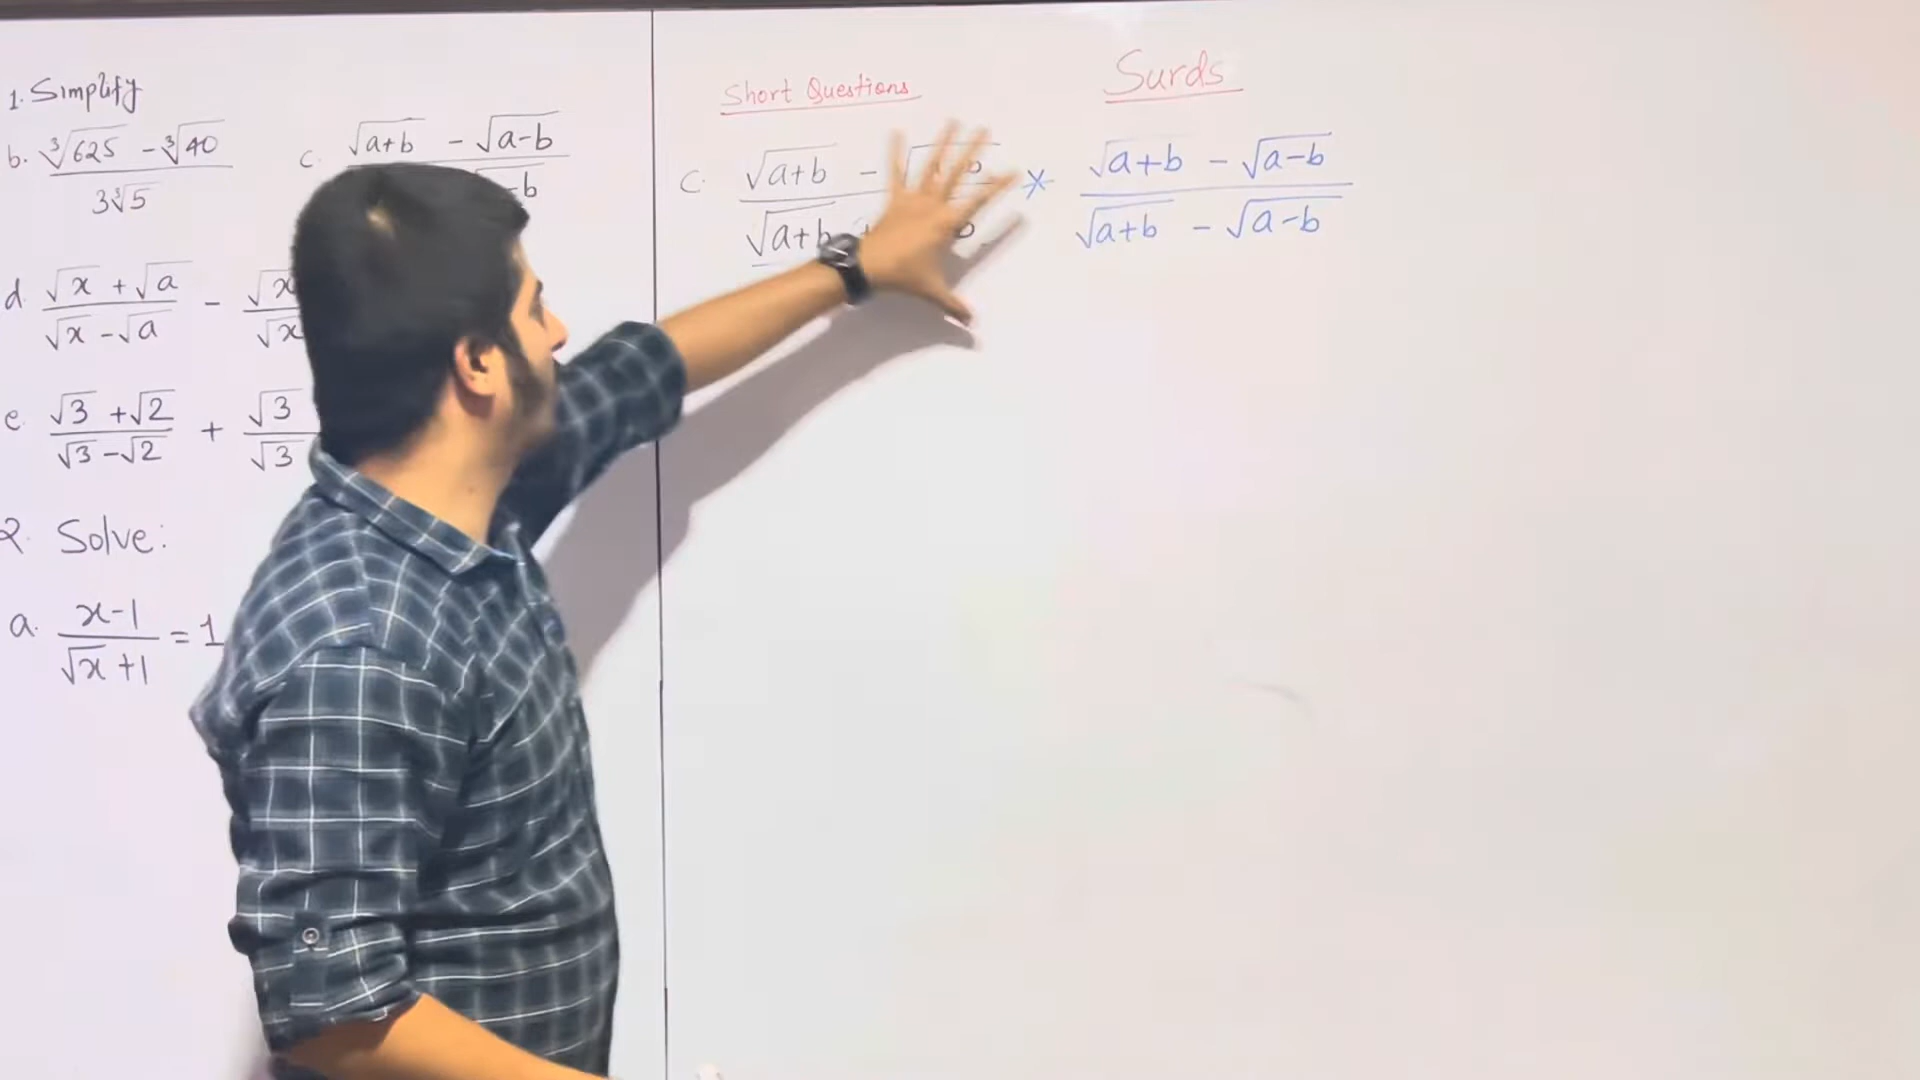 1. Simplify
b. (∛625 - ∛40) / (3∛5)
c. (√(a+b) - √(a-b)) / -b
d. (√x + √a) / (√x - √a) - √x / √x
e. (√3 + √2) / (√3 - √2) + √3 / √3
2. Solve:
a. (x-1) / (√x + 1) = 1
Short Questions
Surds
c. (√(a+b) - √ b) / (√(a+b) + b) * (√(a+b) - √(a-b)) / (√(a+b) - √(a-b))